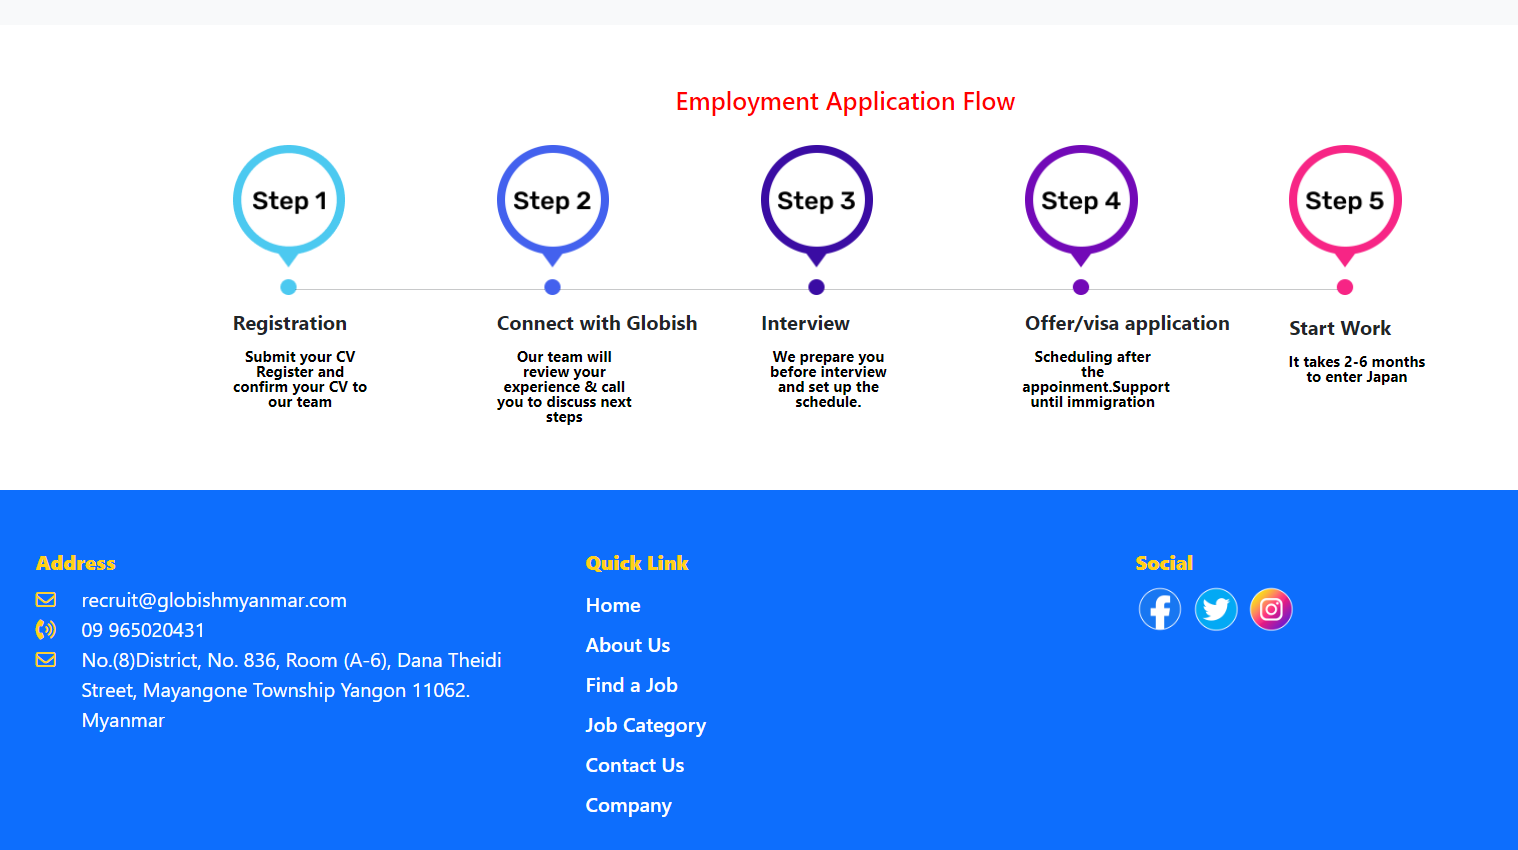 Employment Application Flow
Step 1
Step 2
Step 3
Step 4
Step 5
Registration
Submit your CV
Register and
confirm your CV to
our team
Connect with Globish
Our team will
review your
experience & call
you to discuss next
steps
Interview
We prepare you
before interview
and set up the
schedule.
Offer/visa application
Scheduling after
the
appoinment.Support
until immigration
Start Work
It takes 2-6 months
to enter Japan
Address
recruit@globishmyanmar.com
09 965020431
No.(8)District, No. 836, Room (A-6), Dana Theidi
Street, Mayangone Township Yangon 11062.
Myanmar
Quick Link
Home
About Us
Find a Job
Job Category
Contact Us
Company
Social